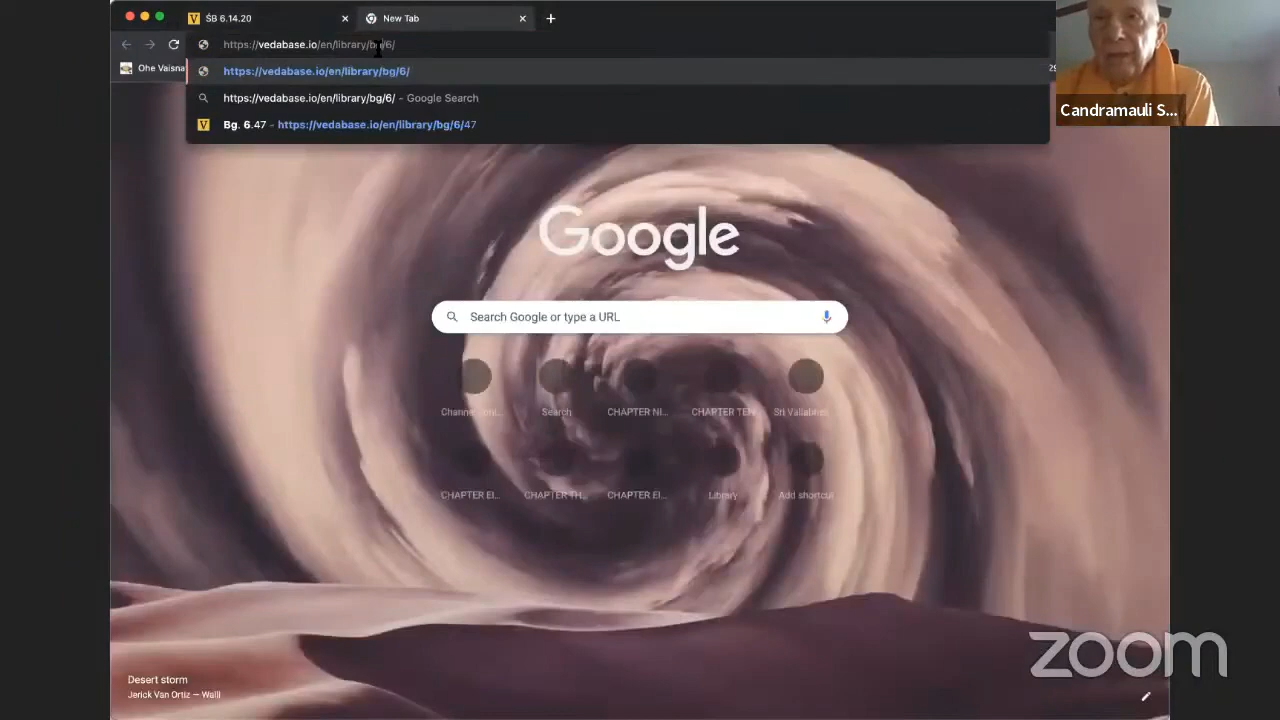 ŚB 6.14.20
New Tab
https://vedabase.io/en/library/bg/6/
Ohe Vaisna
29
https://vedabase.io/en/library/bg/6/
https://vedabase.io/en/library/bg/6/ - Google Search
Bg. 6.47 - https://vedabase.io/en/library/bg/6/47
Candramauli S...
Google
Search Google or type a URL
Search
CHAPTER NI...
CHAPTER TEN
CHAPTER EI...
CHAPTER TH...
CHAPTER EI...
Library
Add shortcut
Desert storm
Jerick Van Ortiz — Walli
zoom